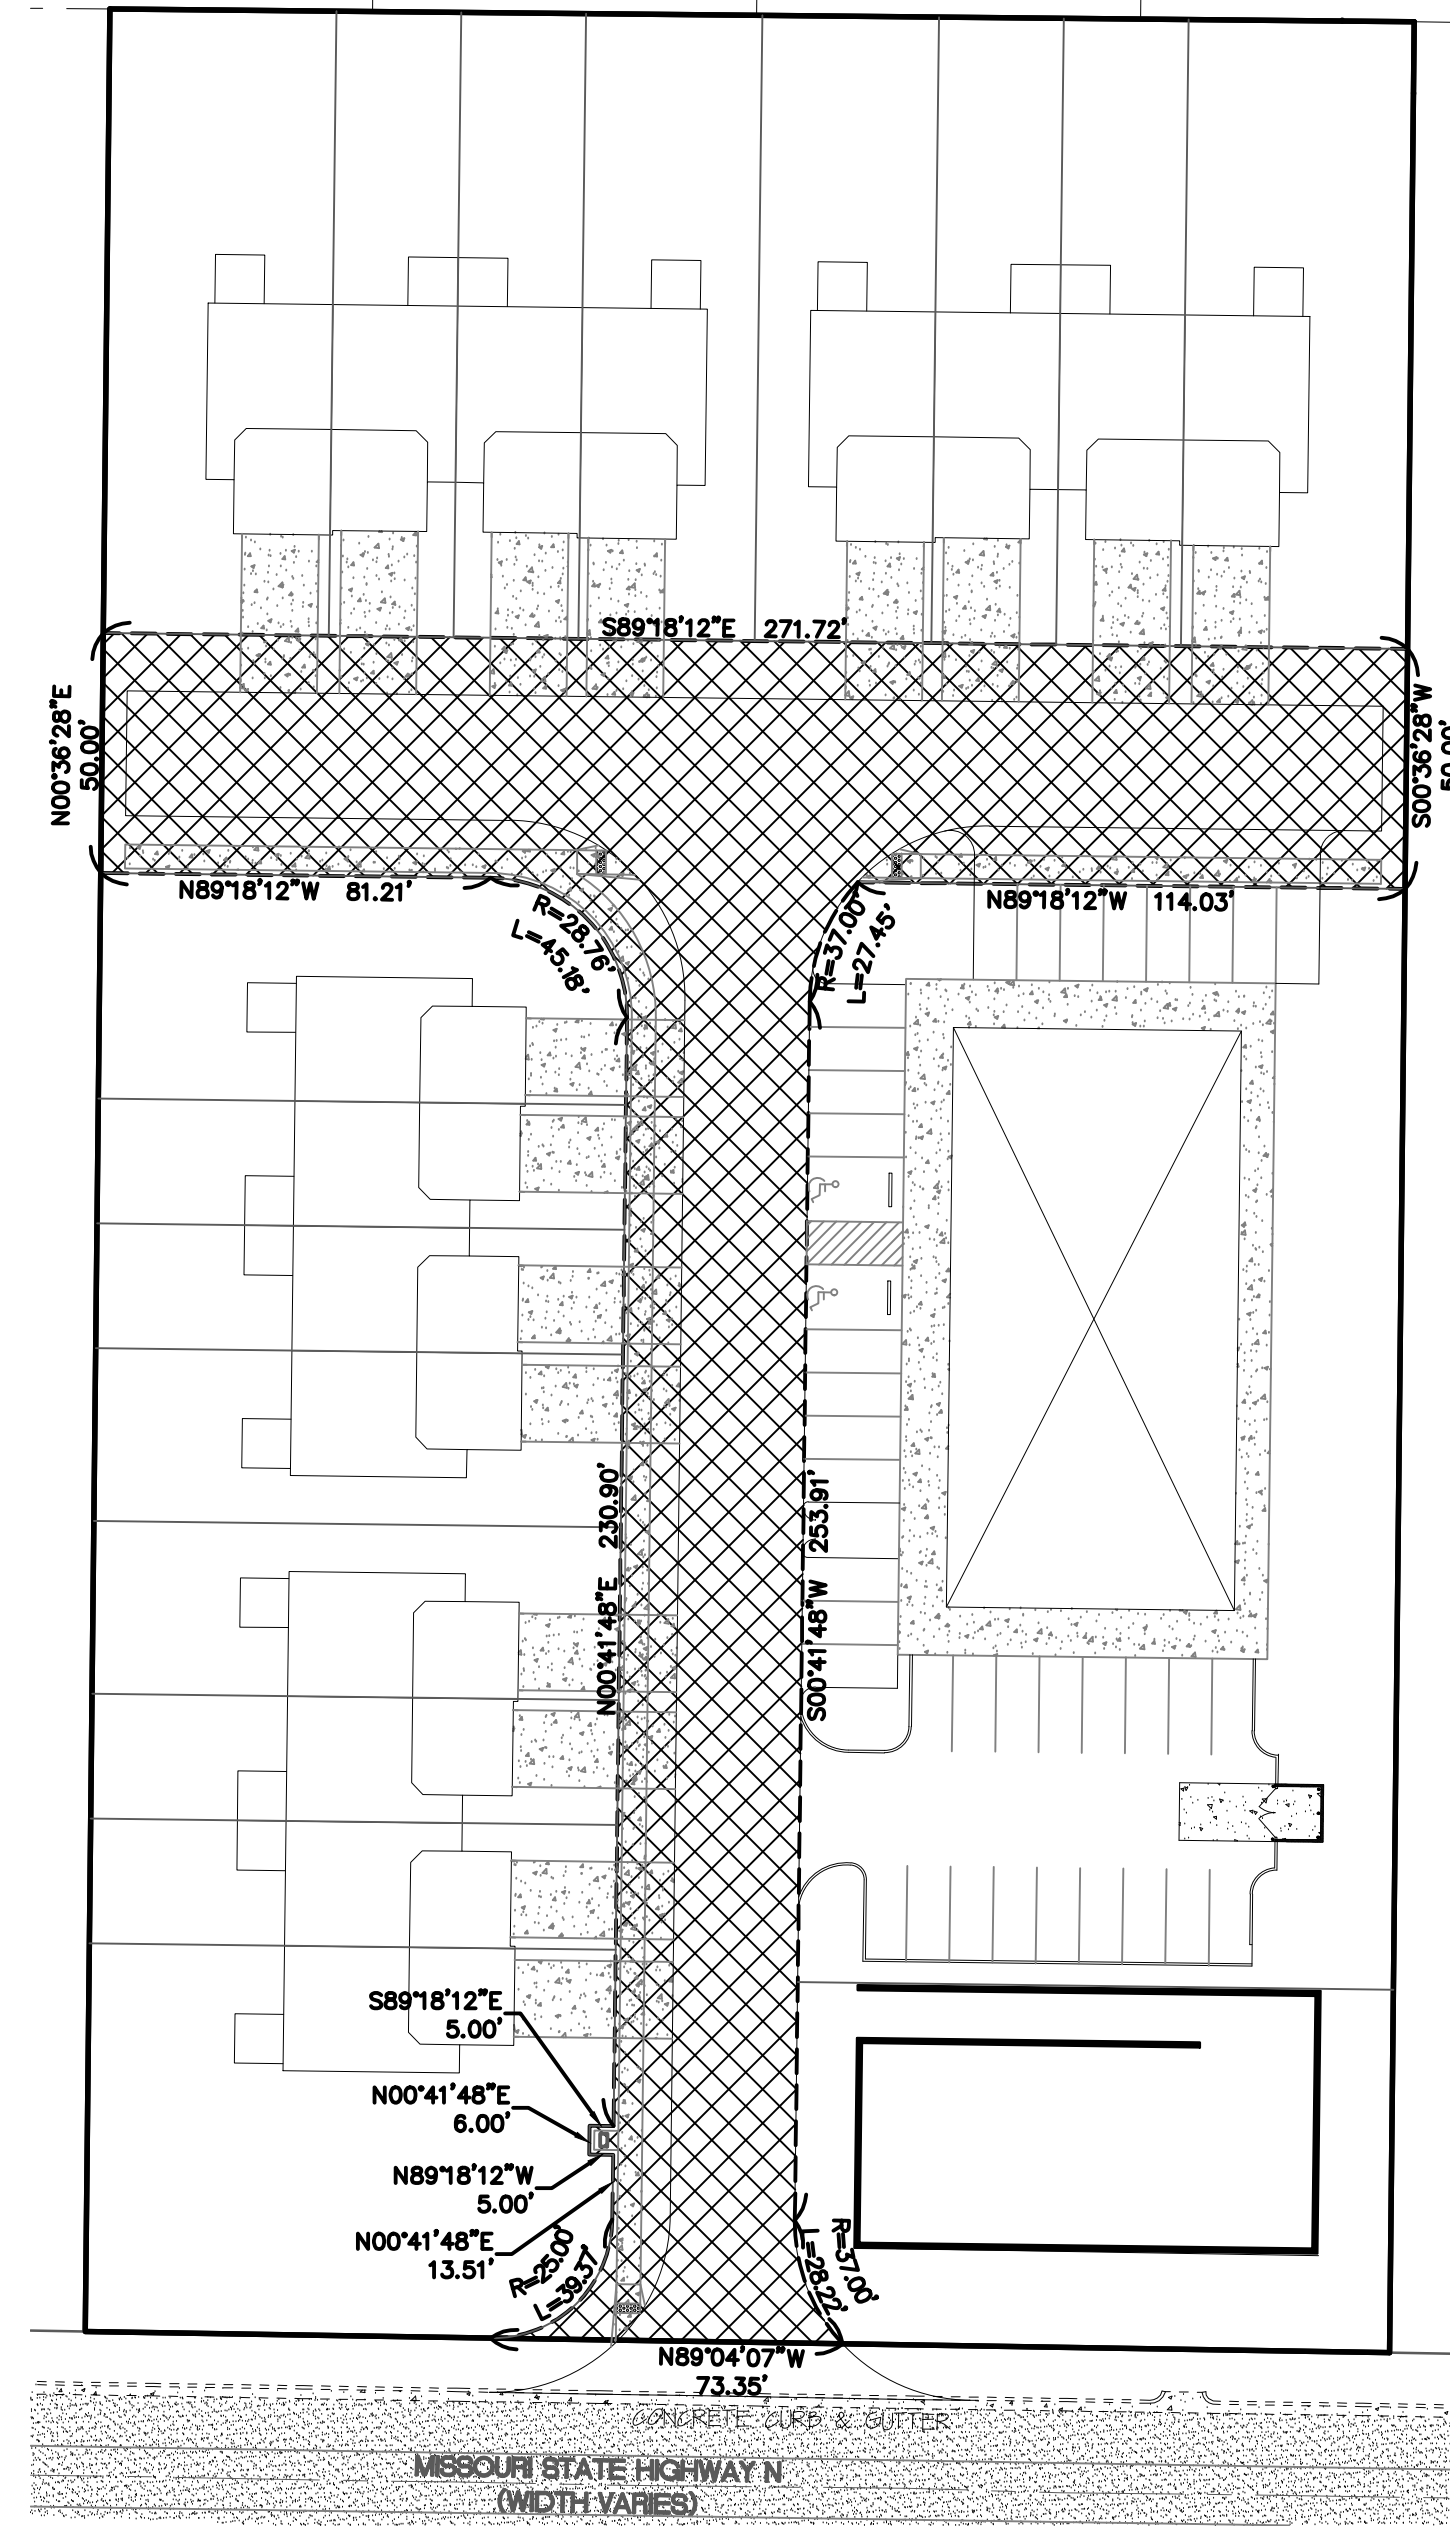 S89°18'12"E 271.72'
N00°36'28"E
50.00'
S00°36'28"W
50.00'
N89°18'12"W 81.21'
N89°18'12"W 114.03'
R=28.76'
L=45.18'
R=37.00'
L=27.45'
N00°41'48"E 230.90'
S00°41'48"W 253.91'
S89°18'12"E
5.00'
N00°41'48"E
6.00'
N89°18'12"W
5.00'
N00°41'48"E
13.51'
R=25.00'
L=39.37'
R=37.00'
L=28.22'
N89°04'07"W
73.35'
CONCRETE CURB & GUTTER
MISSOURI STATE HIGHWAY N
(WIDTH VARIES)